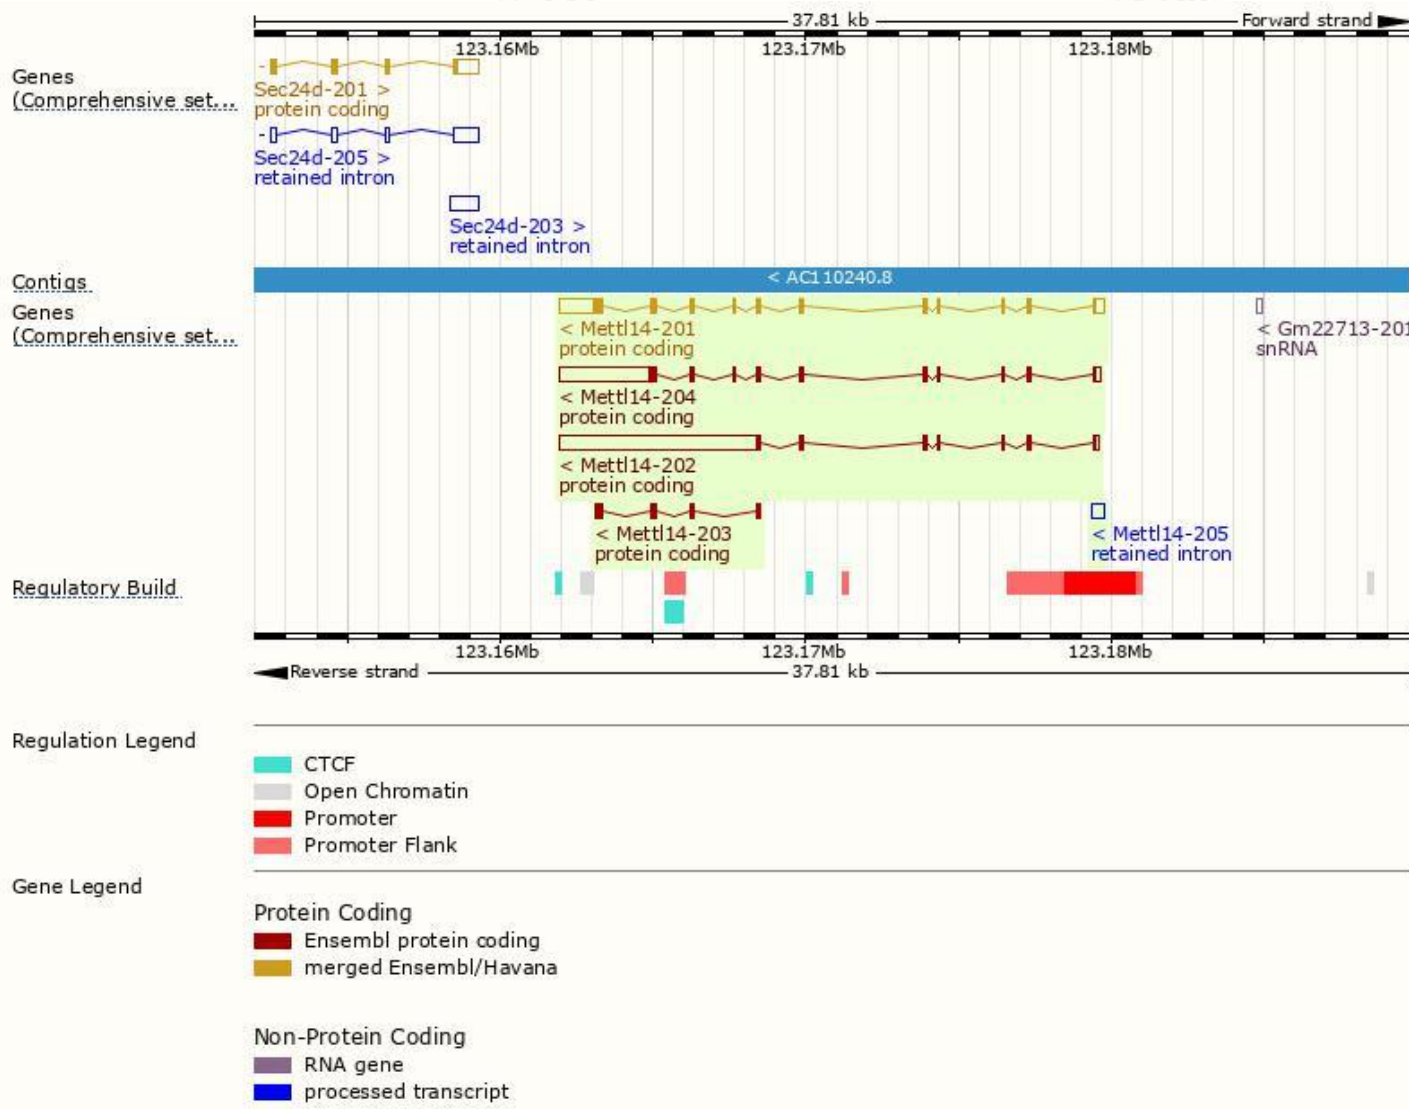 37.81 kb
Forward strand
123.16Mb
123.17Mb
123.18Mb
Genes
(Comprehensive set...
Sec24d-201 >
protein coding
Sec24d-205 >
retained intron
Sec24d-203 >
retained intron
Contigs
< AC110240.8
Genes
(Comprehensive set...
< Mettl14-201
protein coding
< Gm22713-201
snRNA
< Mettl14-204
protein coding
< Mettl14-202
protein coding
< Mettl14-203
protein coding
< Mettl14-205
retained intron
Regulatory Build
123.16Mb
123.17Mb
123.18Mb
Reverse strand
37.81 kb
Regulation Legend
CTCF
Open Chromatin
Promoter
Promoter Flank
Gene Legend
Protein Coding
Ensembl protein coding
merged Ensembl/Havana
Non-Protein Coding
RNA gene
processed transcript